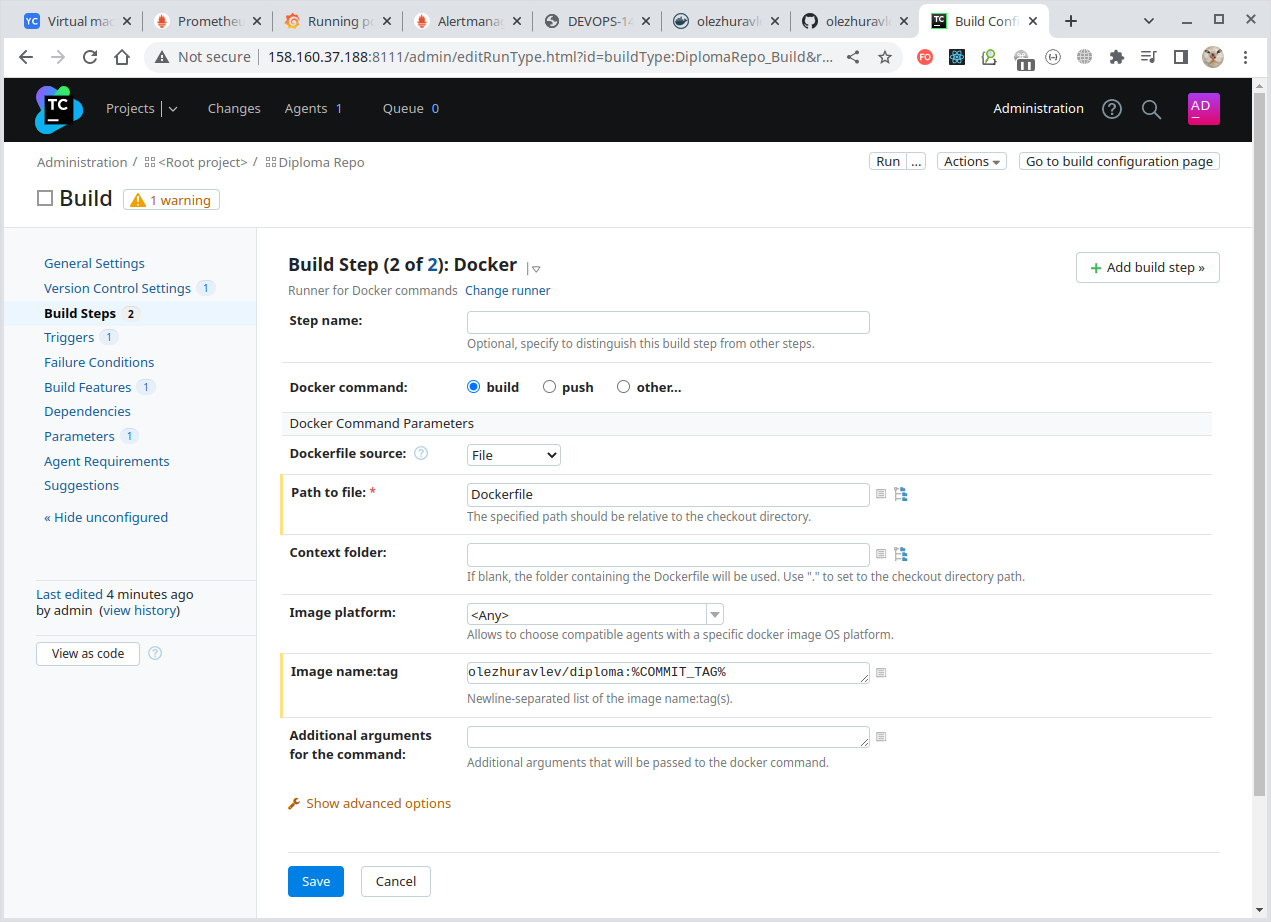 YC Virtual mac
Prometheu
Running po
Alertmana
DEVOPS-14
olezhuravl
olezhuravl
TC Build Confi
Not secure 158.160.37.188:8111/admin/editRunType.html?id=buildType:DiplomaRepo_Build&r... FO
TC Projects Changes Agents 1 Queue 0 Administration AD
Administration / <Root project> / Diploma Repo Run ... Actions Go to build configuration page
Build 1 warning
General Settings
Version Control Settings 1
Build Steps 2
Triggers 1
Failure Conditions
Build Features 1
Dependencies
Parameters 1
Agent Requirements
Suggestions
« Hide unconfigured
Last edited 4 minutes ago
by admin (view history)
View as code
Build Step (2 of 2): Docker
+ Add build step »
Runner for Docker commands Change runner
Step name:
Optional, specify to distinguish this build step from other steps.
Docker command: build push other...
Docker Command Parameters
Dockerfile source: File
Path to file: * Dockerfile
The specified path should be relative to the checkout directory.
Context folder:
If blank, the folder containing the Dockerfile will be used. Use "." to set to the checkout directory path.
Image platform: <Any>
Allows to choose compatible agents with a specific docker image OS platform.
Image name:tag olezhuravlev/diploma:%COMMIT_TAG%
Newline-separated list of the image name:tag(s).
Additional arguments
for the command:
Additional arguments that will be passed to the docker command.
Show advanced options
Save Cancel